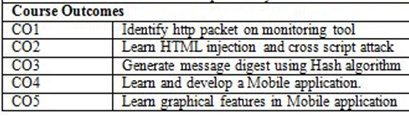 Course Outcomes
CO1 Identify http packet on monitoring tool
CO2 Learn HTML injection and cross script attack
CO3 Generate message digest using Hash algorithm
CO4 Learn and develop a Mobile application.
CO5 Learn graphical features in Mobile application